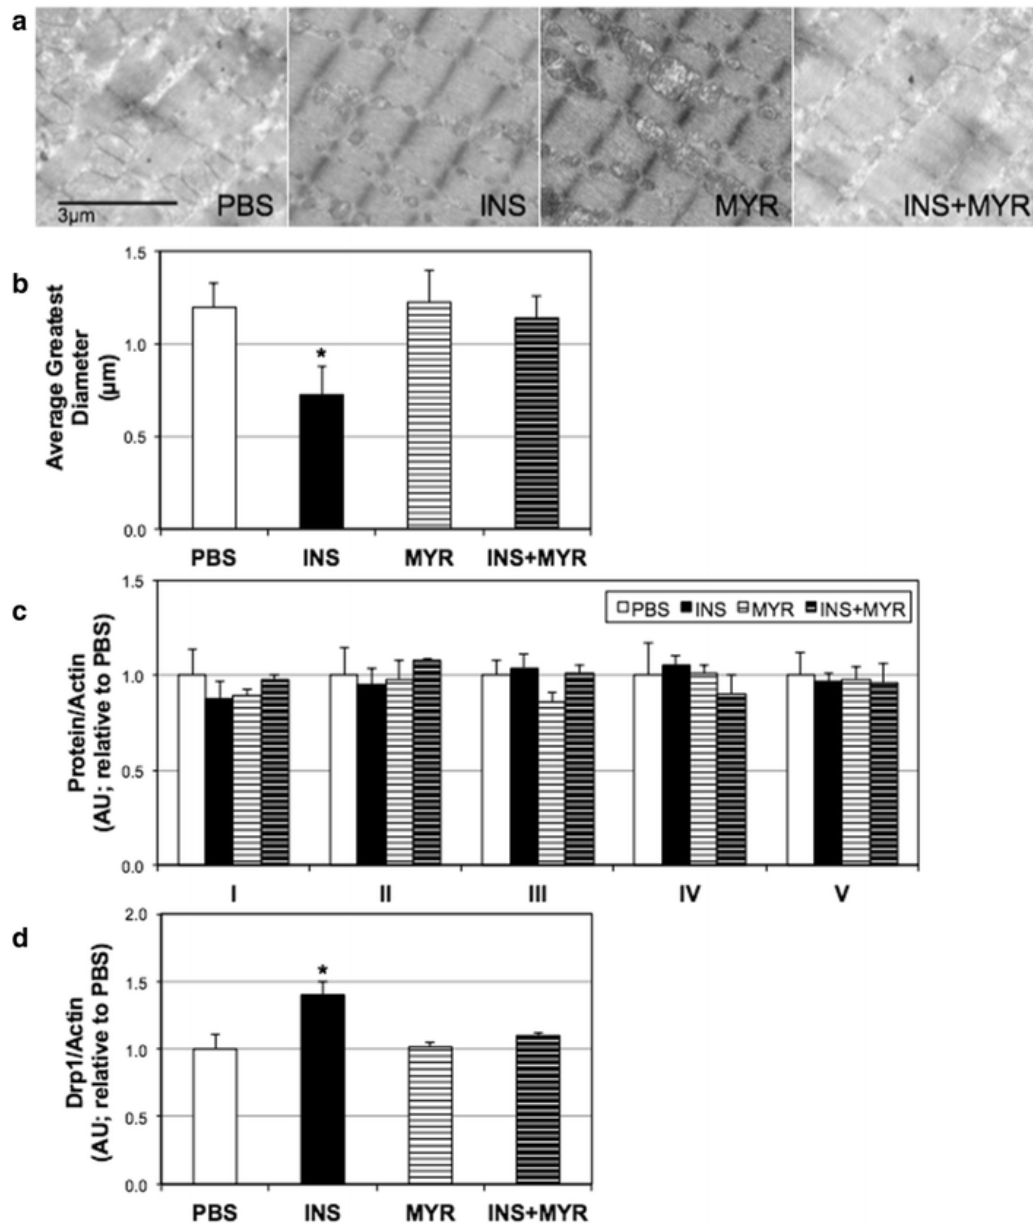 a
PBS
INS
MYR
INS+MYR
3µm
b
Average Greatest
Diameter
(µm)
1.5
1.0
0.5
0.0
*
PBS INS MYR INS+MYR
c
Protein/Actin
(AU; relative to PBS)
1.5
1.0
0.5
0.0
PBS INS MYR INS+MYR
I II III IV V
d
Drp1/Actin
(AU; relative to PBS)
2.0
1.5
1.0
0.5
0.0
*
PBS INS MYR INS+MYR